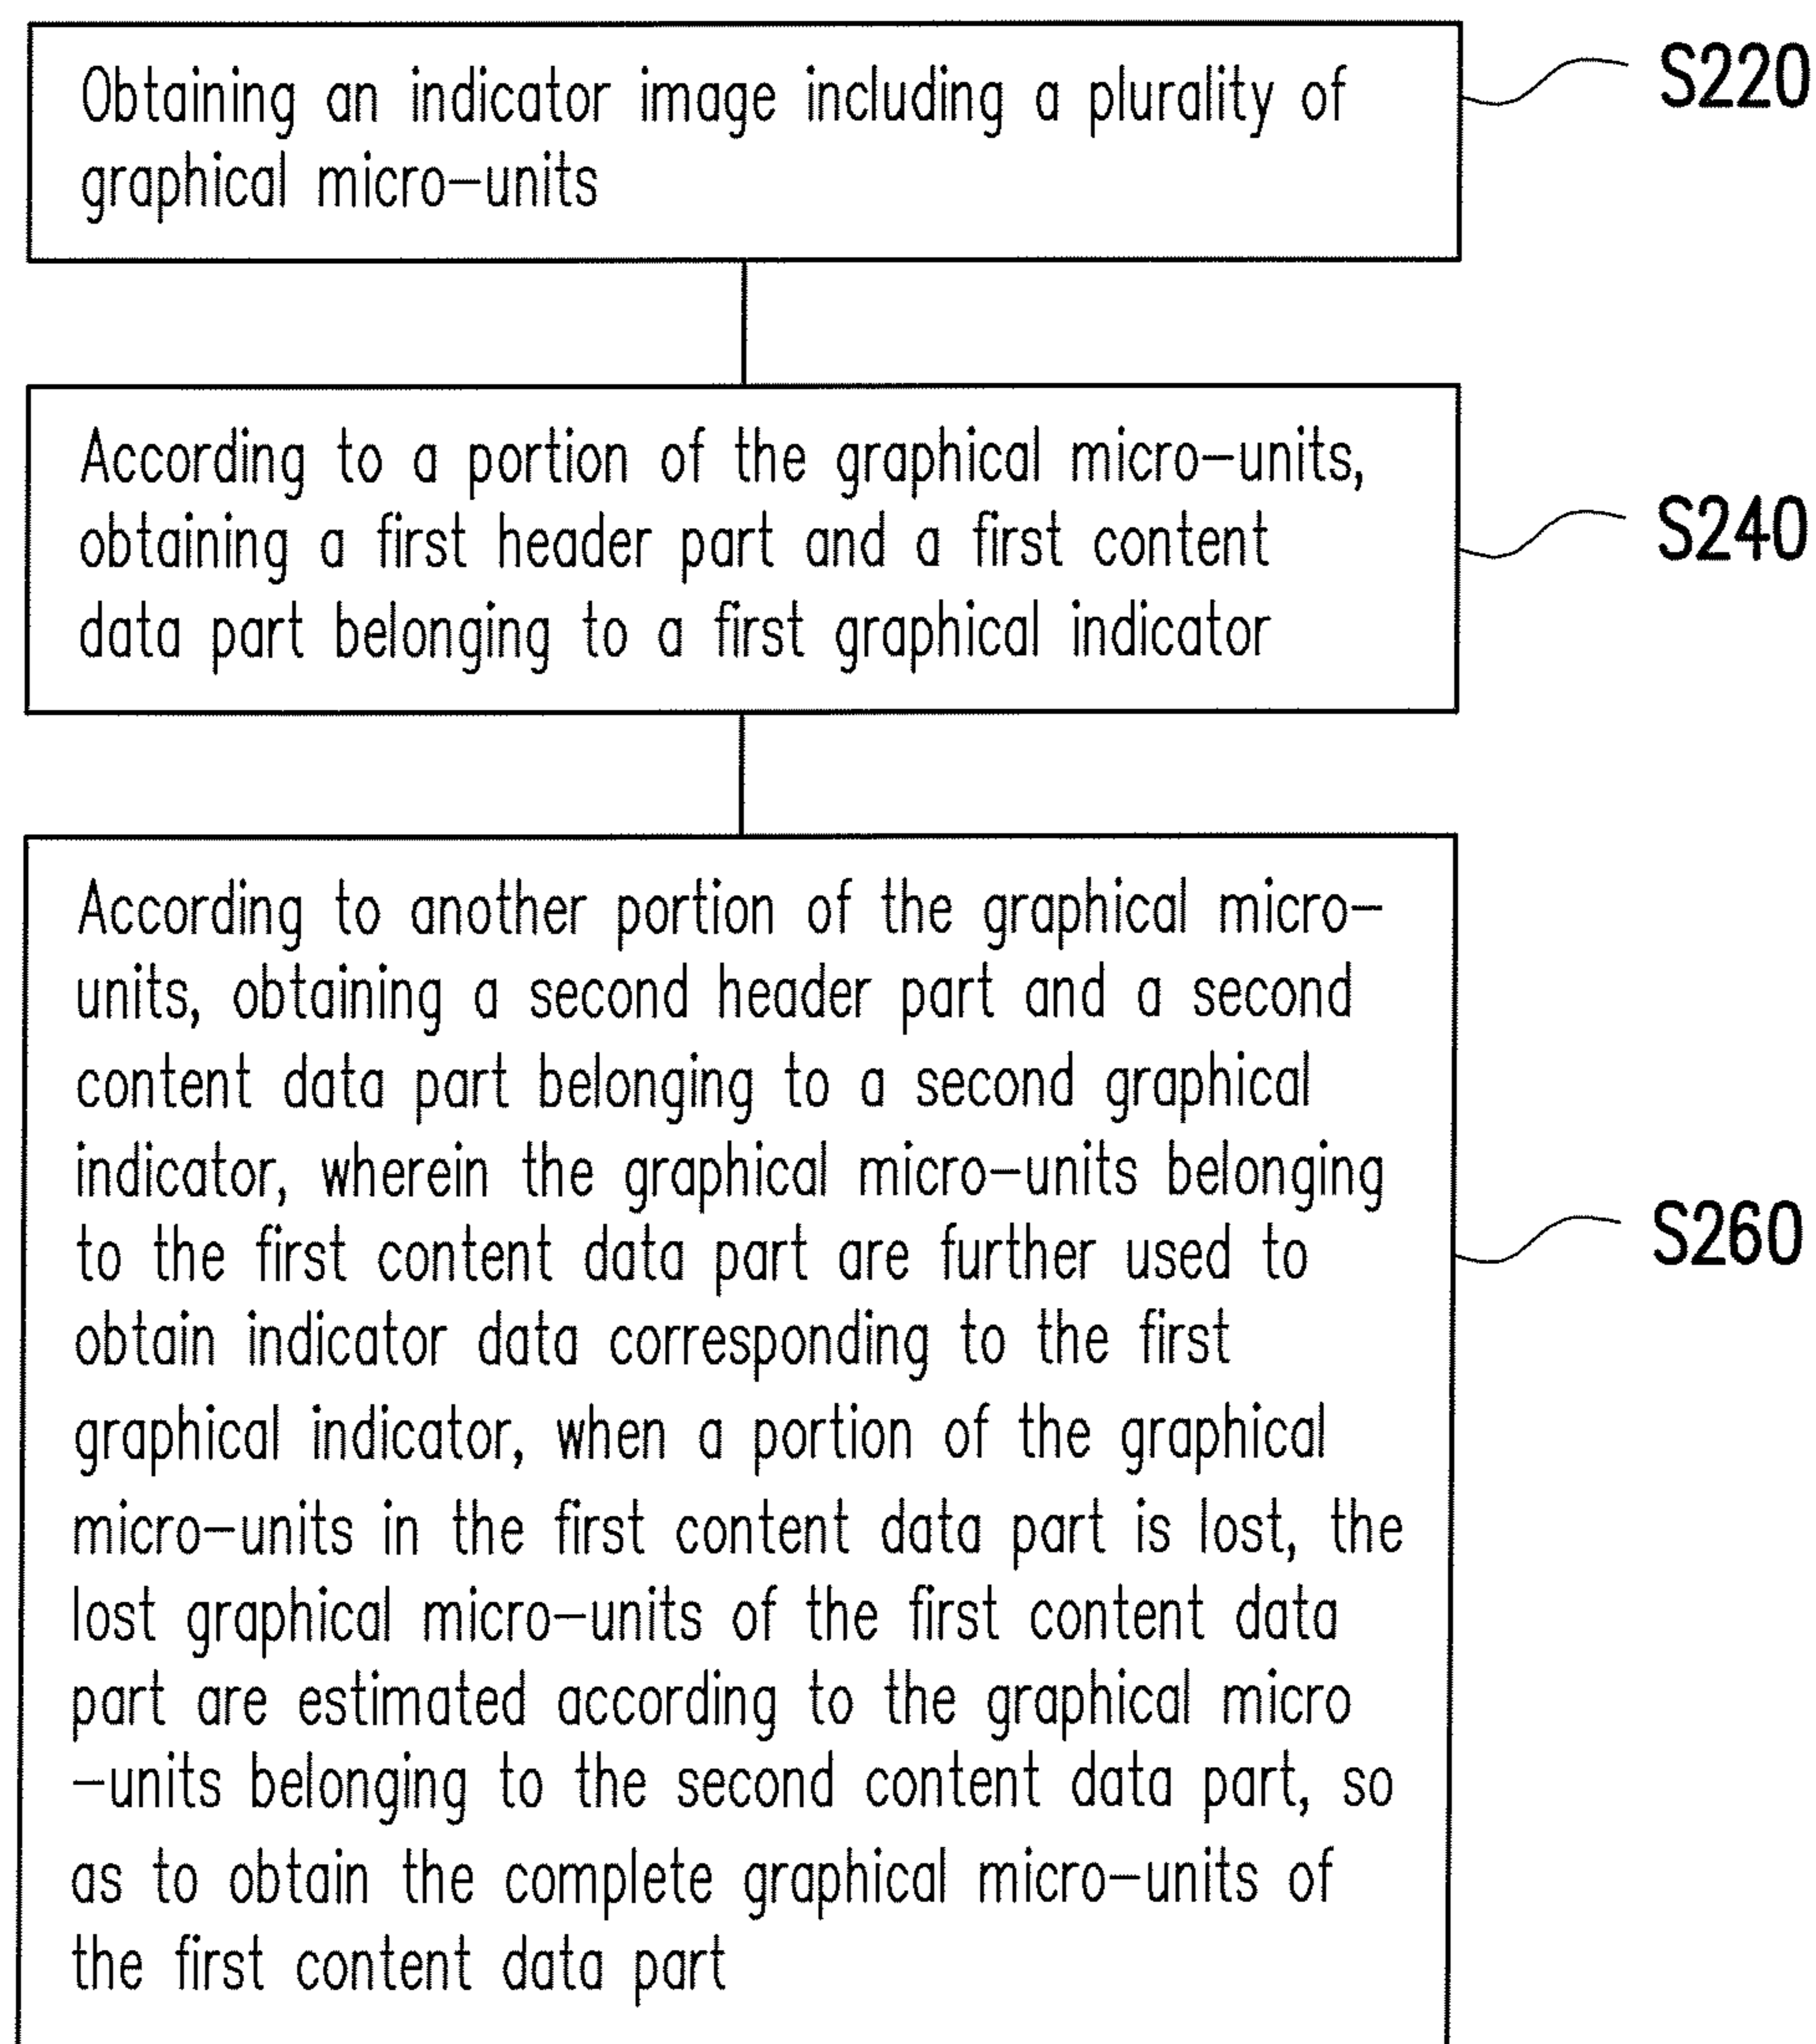 Obtaining an indicator image including a plurality of
graphical micro-units
S220
According to a portion of the graphical micro-units,
obtaining a first header part and a first content
data part belonging to a first graphical indicator
S240
According to another portion of the graphical micro-
units, obtaining a second header part and a second
content data part belonging to a second graphical
indicator, wherein the graphical micro-units belonging
to the first content data part are further used to
obtain indicator data corresponding to the first
graphical indicator, when a portion of the graphical
micro-units in the first content data part is lost, the
lost graphical micro-units of the first content data
part are estimated according to the graphical micro
-units belonging to the second content data part, so
as to obtain the complete graphical micro-units of
the first content data part
S260